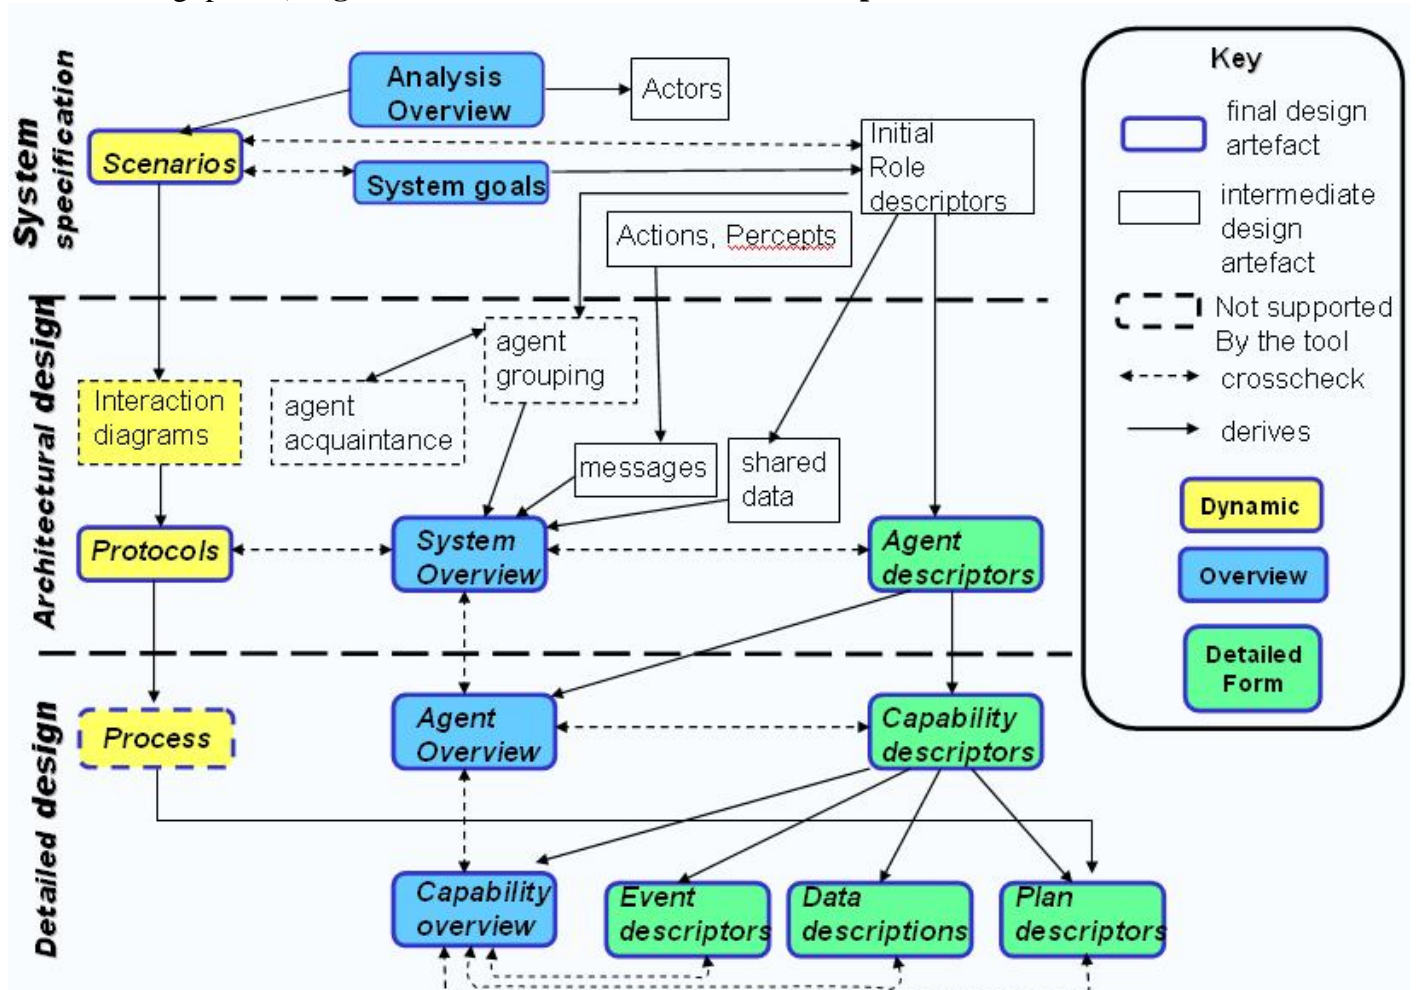 System
specification
Analysis
Overview
Actors
Scenarios
System goals
Initial
Role
descriptors
Actions, Percepts
Architectural design
agent
grouping
Interaction
diagrams
agent
acquaintance
messages
shared
data
Protocols
System
Overview
Agent
descriptors
Detailed design
Process
Agent
Overview
Capability
descriptors
Capability
overview
Event
descriptors
Data
descriptions
Plan
descriptors
Key
final design
artefact
intermediate
design
artefact
Not supported
By the tool
crosscheck
derives
Dynamic
Overview
Detailed
Form